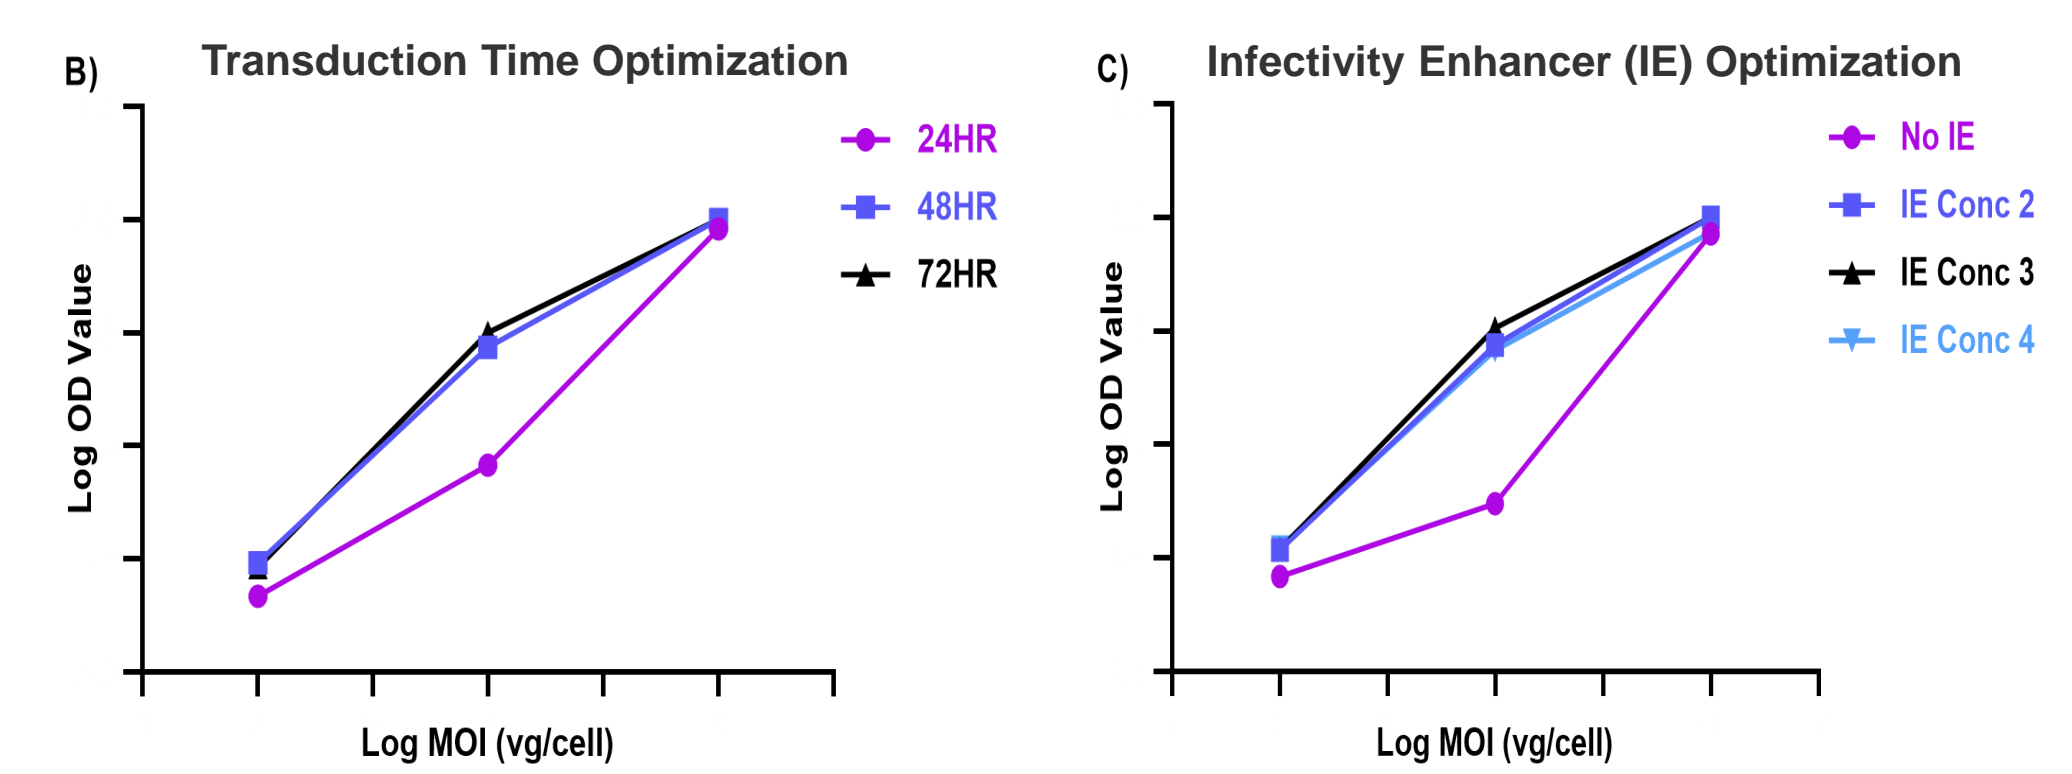 B)
Transduction Time Optimization
Log OD Value
24HR
48HR
72HR
Log MOI (vg/cell)
C)
Infectivity Enhancer (IE) Optimization
Log OD Value
No IE
IE Conc 2
IE Conc 3
IE Conc 4
Log MOI (vg/cell)